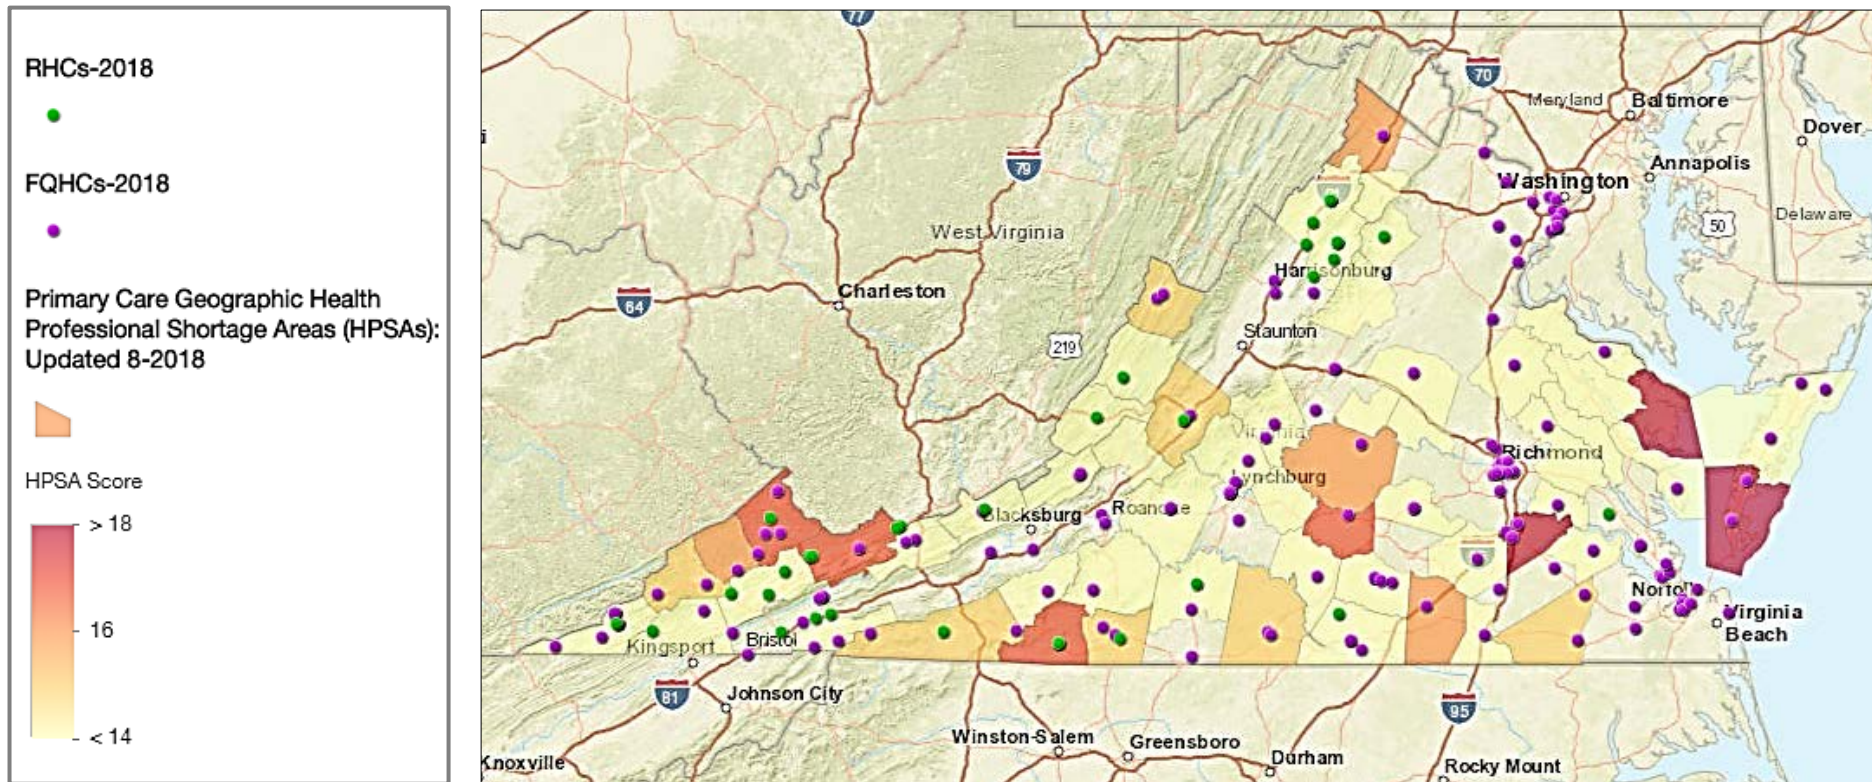 RHCs-2018
FQHCs-2018
Primary Care Geographic Health
Professional Shortage Areas (HPSAs):
Updated 8-2018
HPSA Score
> 18
16
< 14
77
70
Maryland
Baltimore
Dover
79
Annapolis
Washington
Delaware
50
West Virginia
Harrisonburg
64
Charleston
219
Staunton
Virginia
Richmond
Lynchburg
Roanoke
Blacksburg
Norfolk
Virginia
Beach
Bristol
Kingsport
81
Johnson City
95
Winston-Salem
Greensboro
Durham
Knoxville
Rocky Mount